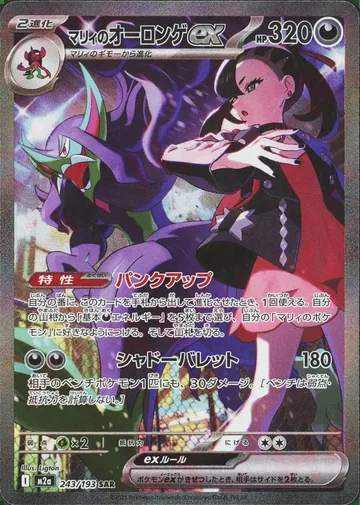 2進化
マリィのオーロンゲex
HP320
マリィのギモーから進化
特性 パンクアップ
自分の番に、このカードを手札から出して進化させたとき、1回使える。自分
の山札から「基本エネルギー」を5枚まで選び、自分の「マリィのポケ
モン」に好きなようにつける。そして山札を切る。
シャドーバレット 180
相手のベンチポケモン1匹にも、30ダメージ。[ベンチは弱点・
抵抗力を計算しない。]
弱点 ×2 抵抗力 にげる
exルール
ポケモンexがきぜつしたとき、相手はサイドを2枚とる。
Illus. Ligton
I m2a 243/193 SAR